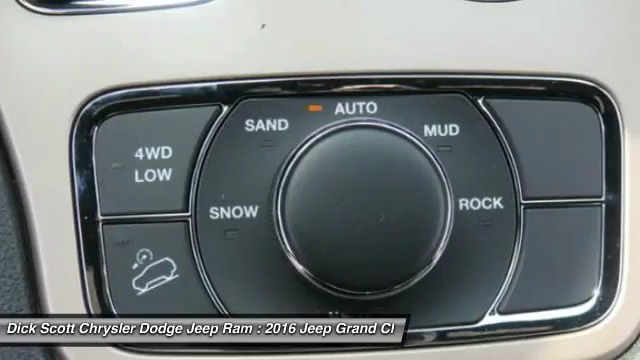 AUTO
SAND
MUD
4WD
LOW
SNOW
ROCK
Dick Scott Chrysler Dodge Jeep Ram : 2016 Jeep Grand Cl